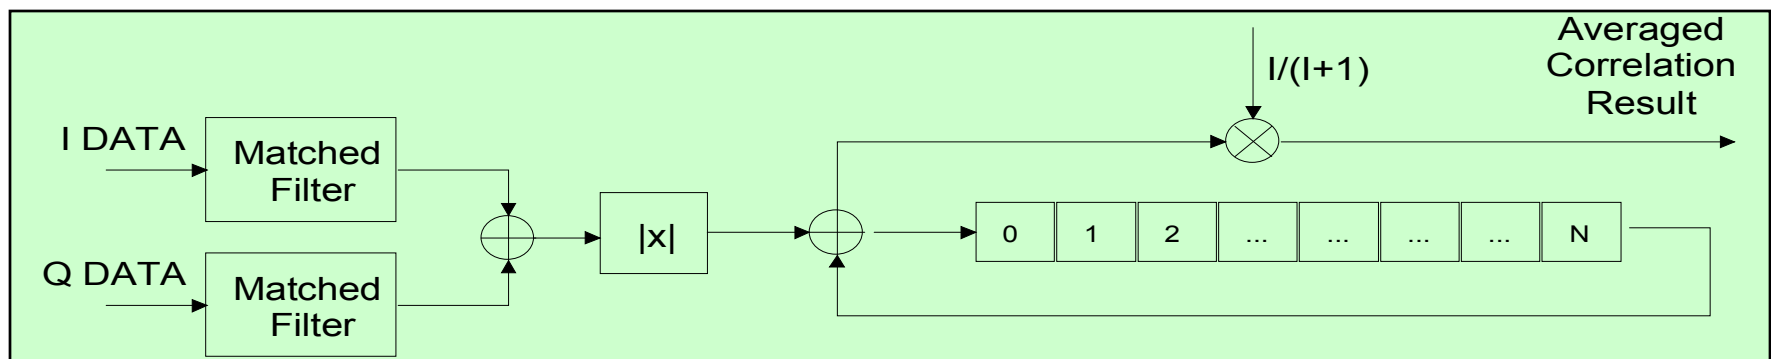 Averaged
Correlation
Result
I/(I+1)
I DATA
Matched
Filter
|x|
0 1 2 ... ... ... ... N
Q DATA
Matched
Filter